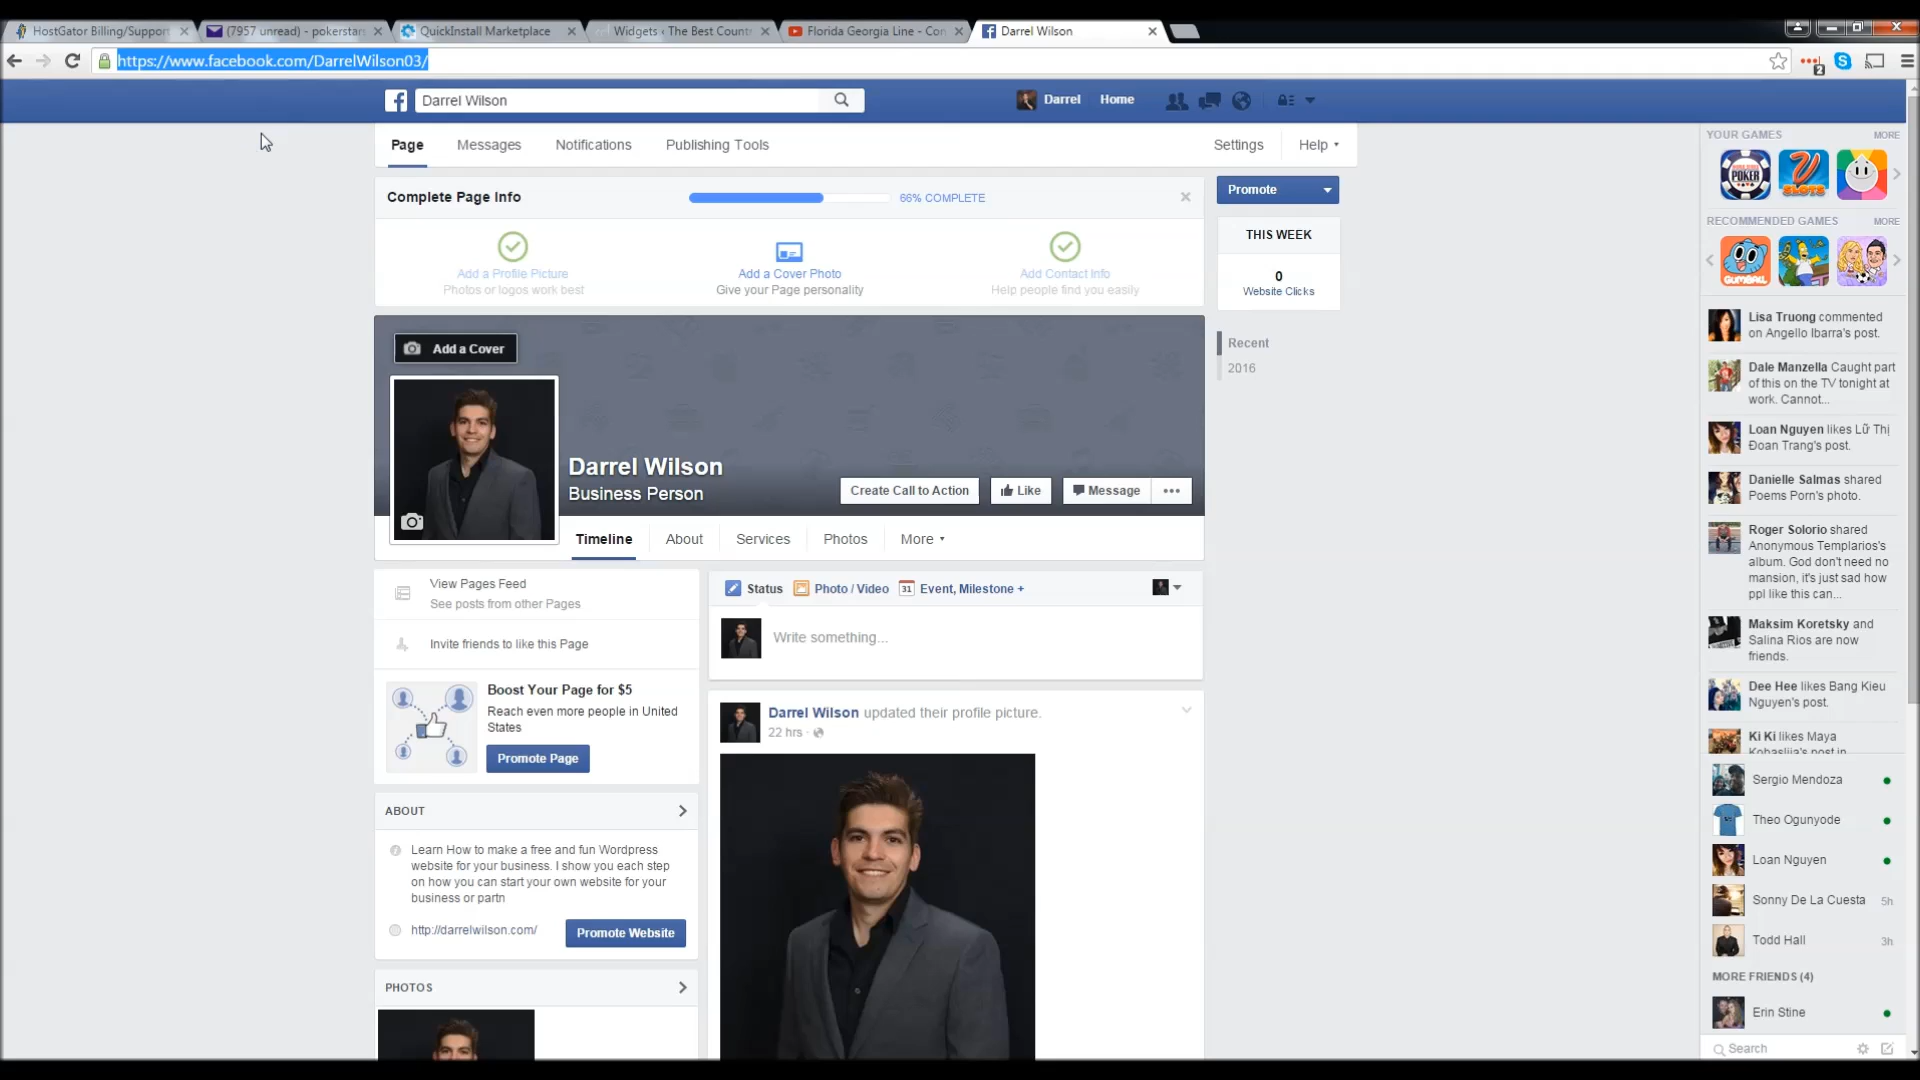 HostGator Billing/Support
(7957 unread) - pokerstar
QuickInstall Marketplace
Widgets ‹ The Best Count
Florida Georgia Line - Con
Darrel Wilson
https://www.facebook.com/DarrelWilson03/
2
Darrel Wilson
Darrel
Home
Page
Messages
Notifications
Publishing Tools
Settings
Help
Complete Page Info
66% COMPLETE
Add a Profile Picture
Photos or logos work best
Add a Cover Photo
Give your Page personality
Add Contact Info
Help people find you easily
Promote
THIS WEEK
0
Website Clicks
Recent
2016
Add a Cover
Darrel Wilson
Business Person
Create Call to Action
Like
Message
Timeline
About
Services
Photos
More
View Pages Feed
See posts from other Pages
Invite friends to like this Page
Boost Your Page for $5
Reach even more people in United
States
Promote Page
ABOUT
Learn How to make a free and fun Wordpress
website for your business. I show you each step
on how you can start your own website for your
business or partn
http://darrelwilson.com/
Promote Website
PHOTOS
Status
Photo / Video
31
Event, Milestone +
Write something...
Darrel Wilson updated their profile picture.
22 hrs ·
YOUR GAMES
MORE
POKER
SLOTS
RECOMMENDED GAMES
MORE
GUMBALL
Lisa Truong commented
on Angello Ibarra's post.
Dale Manzella Caught part
of this on the TV tonight at
work. Cannot...
Loan Nguyen likes Lữ Thị
Đoan Trang's post.
Danielle Salmas shared
Poems Porn's photo.
Roger Solorio shared
Anonymous Templarios's
album. God don't need no
mansion, it's just sad how
ppl like this can...
Maksim Koretsky and
Salina Rios are now
friends.
Dee Hee likes Bang Kieu
Nguyen's post.
Ki Ki likes Maya
Kobaslija's post in
Sergio Mendoza
Theo Ogunyode
Loan Nguyen
Sonny De La Cuesta
5h
Todd Hall
3h
MORE FRIENDS (4)
Erin Stine
Search